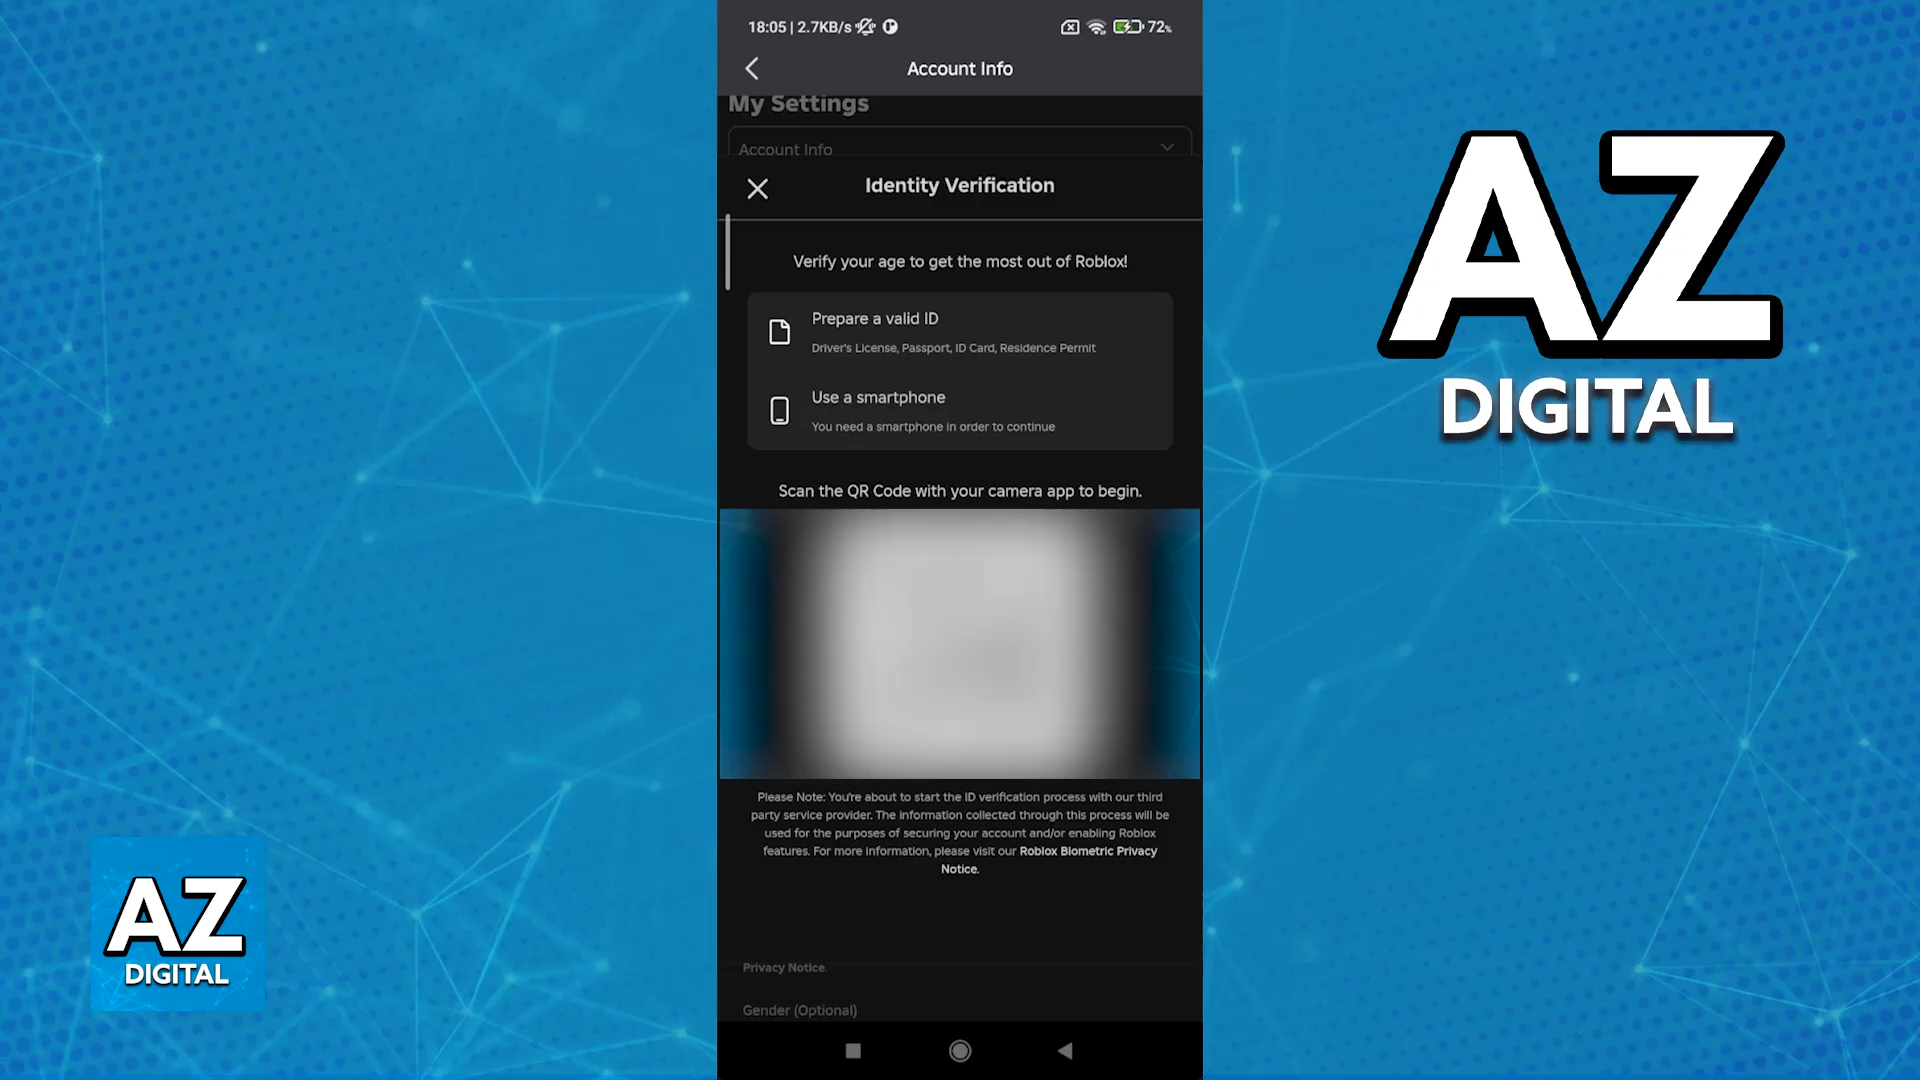 18:05 | 2.7KB/s
72%
Account Info
My Settings
Account Info
Identity Verification
Verify your age to get the most out of Roblox!
Prepare a valid ID
Driver's License, Passport, ID Card, Residence Permit
Use a smartphone
You need a smartphone in order to continue
Scan the QR Code with your camera app to begin.
Please Note: You're about to start the ID verification process with our third
party service provider. The information collected through this process will be
used for the purposes of securing your account and/or enabling Roblox
features. For more information, please visit our Roblox Biometric Privacy
Notice.
Privacy Notice.
Gender (Optional)
AZ
DIGITAL
AZ
DIGITAL